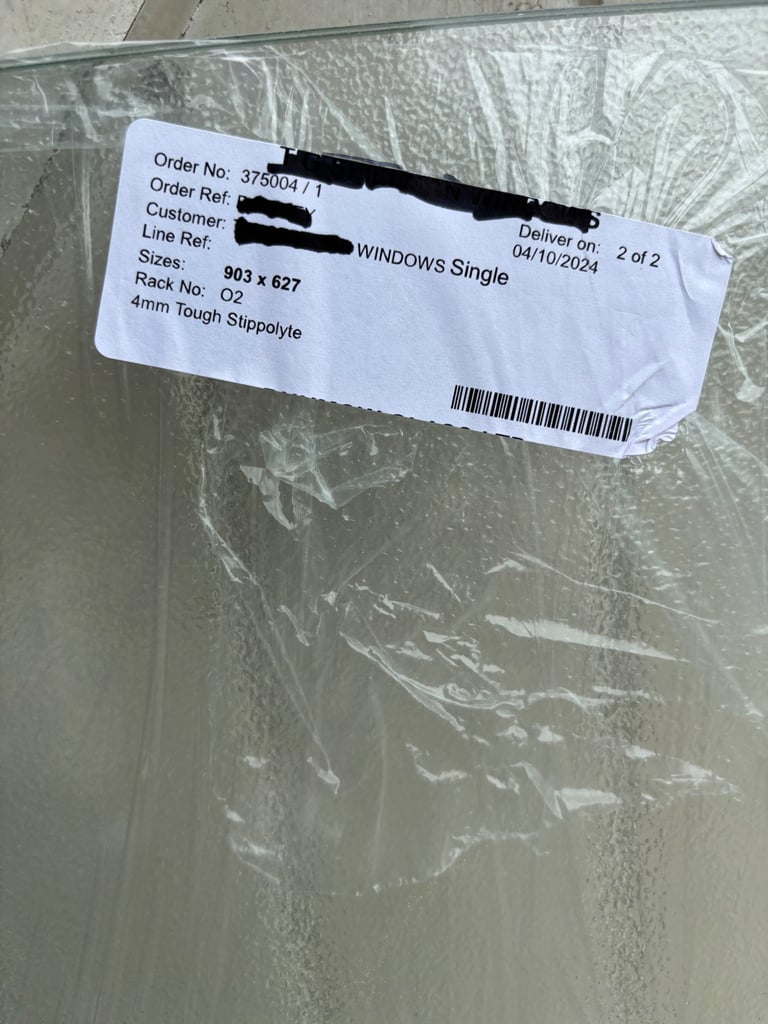 Order No: 375004 / 1
Order Ref:
Customer:
Line Ref: WINDOWS Single
Deliver on: 2 of 2
04/10/2024
Sizes: 903 x 627
Rack No: O2
4mm Tough Stippolyte